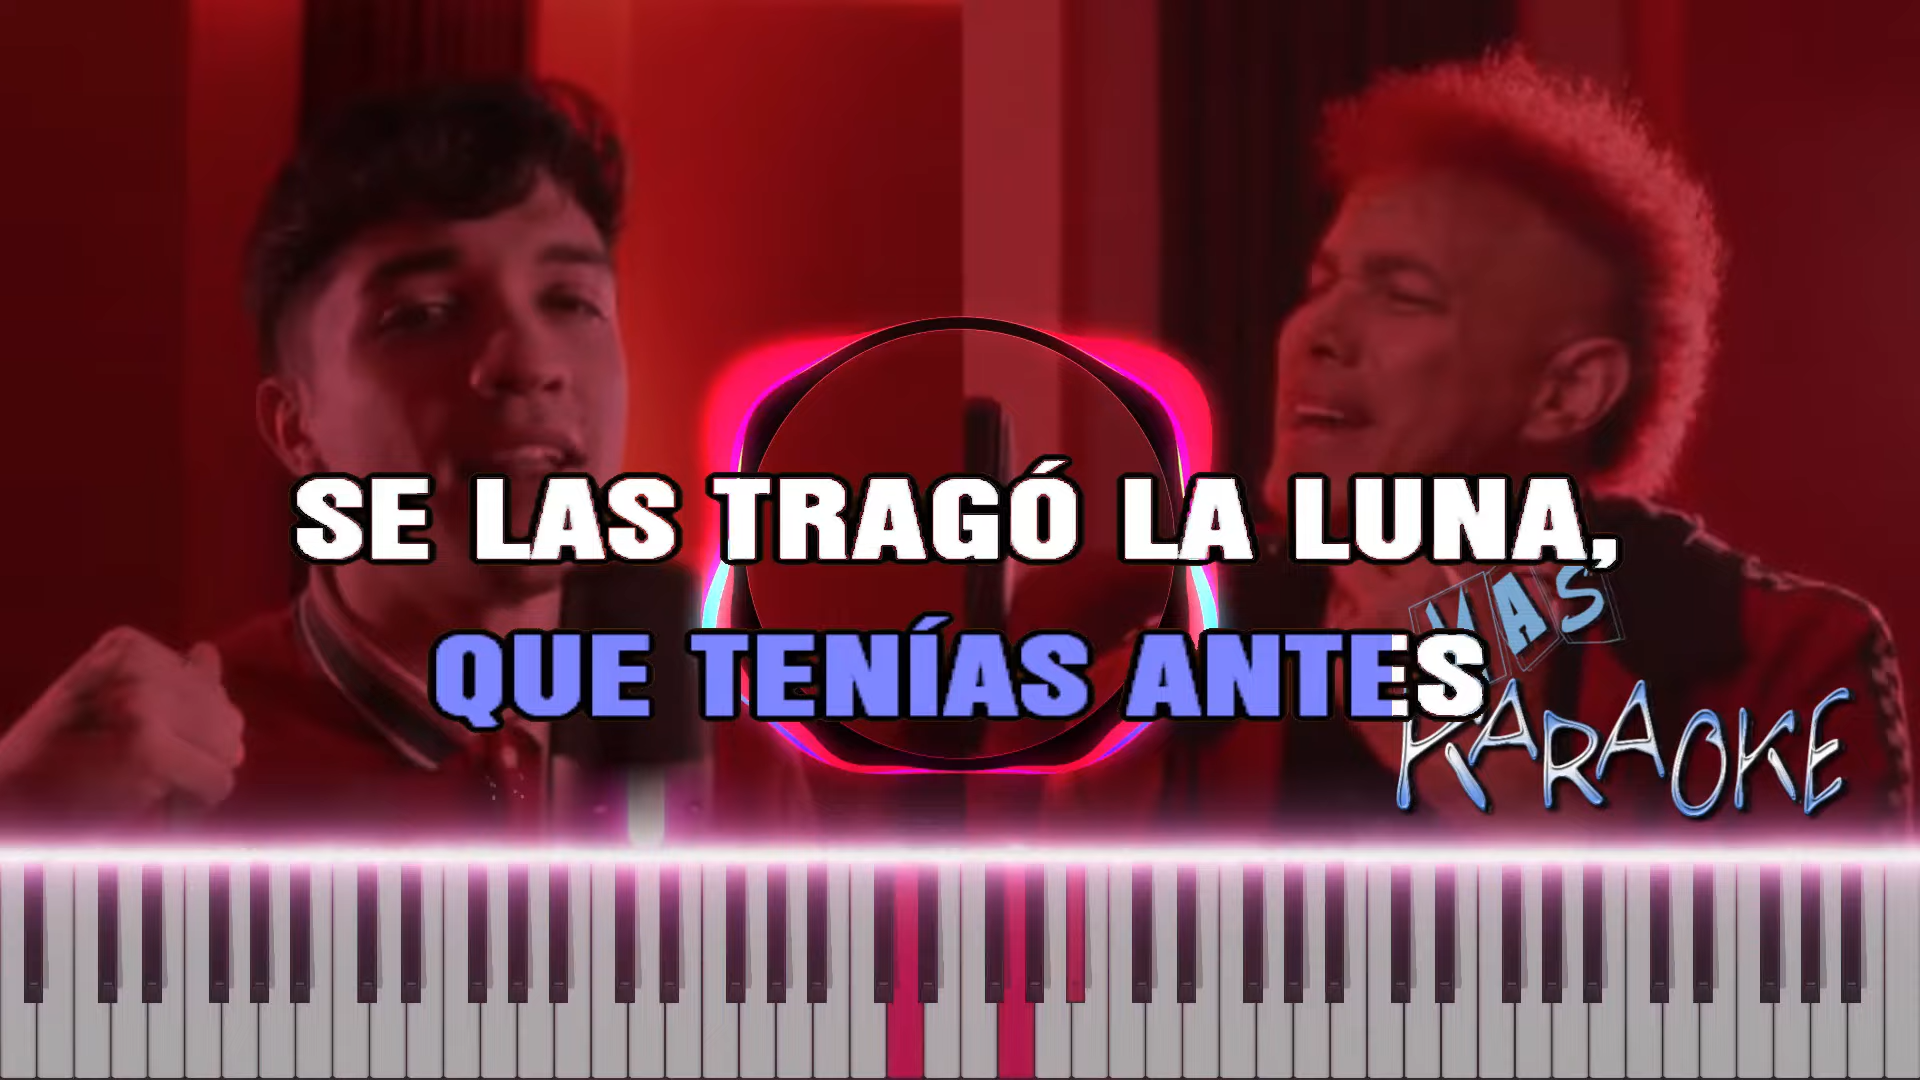 SE LAS TRAGÓ LA LUNA,
QUE TENÍAS ANTES
MAS
KARAOKE